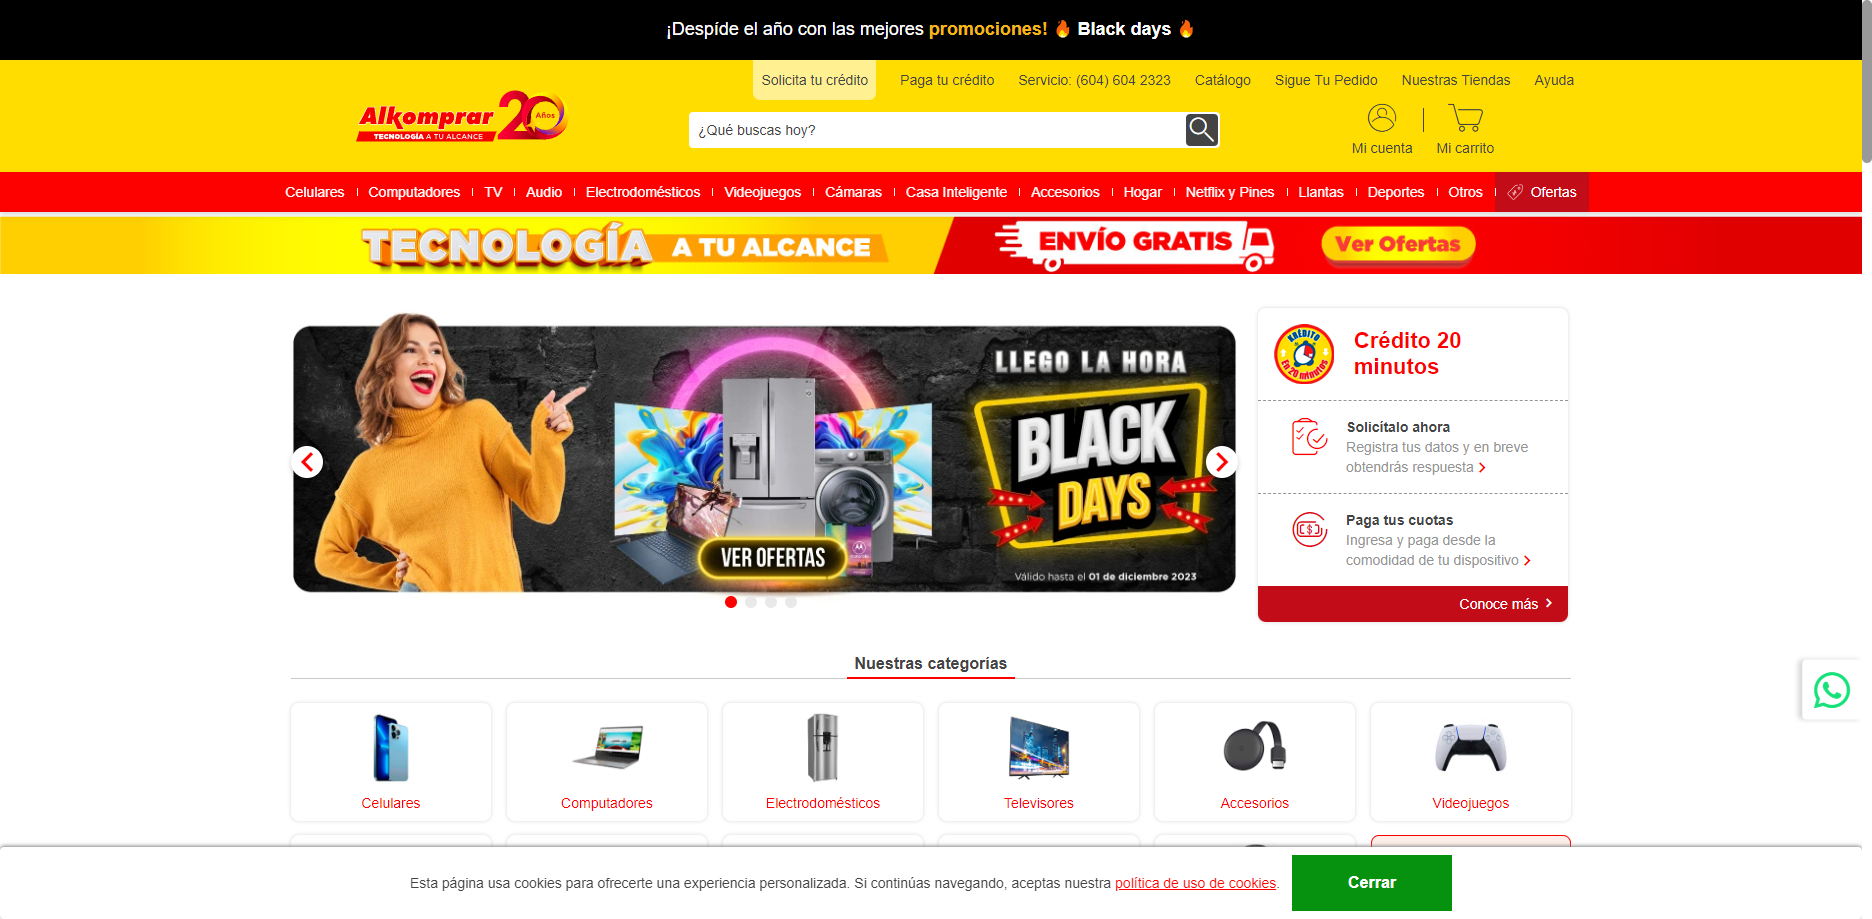 ¡Despíde el año con las mejores promociones! 🔥 Black days 🔥
Solicita tu crédito
Paga tu crédito
Servicio: (604) 604 2323
Catálogo
Sigue Tu Pedido
Nuestras Tiendas
Ayuda
Alkomprar 20 Años
TECNOLOGÍA A TU ALCANCE
¿Qué buscas hoy?
Mi cuenta
Mi carrito
Celulares
Computadores
TV
Audio
Electrodomésticos
Videojuegos
Cámaras
Casa Inteligente
Accesorios
Hogar
Netflix y Pines
Llantas
Deportes
Otros
Ofertas
TECNOLOGÍA A TU ALCANCE
ENVÍO GRATIS
Ver Ofertas
LLEGO LA HORA
BLACK
DAYS
VER OFERTAS
Válido hasta el 01 de diciembre 2023
KRÉDITO
En 20 minutos
Crédito 20
minutos
Solicítalo ahora
Registra tus datos y en breve
obtendrás respuesta
Paga tus cuotas
Ingresa y paga desde la
comodidad de tu dispositivo
Conoce más
Nuestras categorías
Celulares
Computadores
Electrodomésticos
Televisores
Accesorios
Videojuegos
Esta página usa cookies para ofrecerte una experiencia personalizada. Si continúas navegando, aceptas nuestra política de uso de cookies.
Cerrar